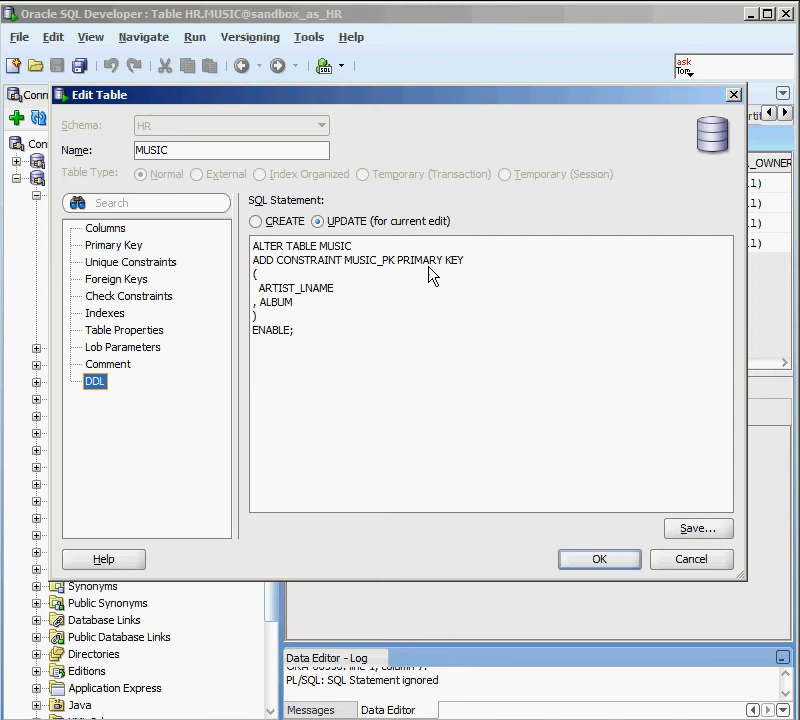 Oracle SQL Developer : Table HR.MUSIC@sandbox_as_HR
File Edit View Navigate Run Versioning Tools Help
ask
Tom
Conn
Edit Table
Schema: HR
Name: MUSIC
Table Type: Normal External Index Organized Temporary (Transaction) Temporary (Session)
_OWNER
Search
SQL Statement:
CREATE UPDATE (for current edit)
Columns
Primary Key
Unique Constraints
Foreign Keys
Check Constraints
Indexes
Table Properties
Lob Parameters
Comment
DDL
ALTER TABLE MUSIC
ADD CONSTRAINT MUSIC_PK PRIMARY KEY
(
ARTIST_LNAME
, ALBUM
)
ENABLE;
Save...
Help OK Cancel
Synonyms
Public Synonyms
Database Links
Public Database Links
Directories
Editions
Application Express
Java
Data Editor - Log
PL/SQL: SQL Statement ignored
Messages Data Editor